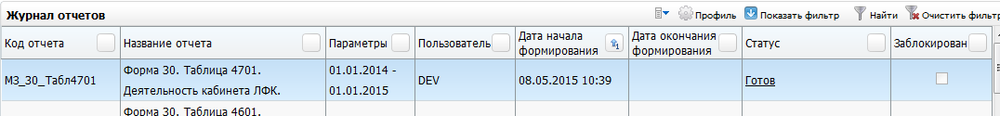 Журнал отчетов Профиль Показать фильтр Найти Очистить фильтр
Код отчета Название отчета Параметры Пользователь Дата начала формирования Дата окончания формирования Статус Заблокирован
МЗ_30_Табл4701 Форма 30. Таблица 4701. Деятельность кабинета ЛФК. 01.01.2014 - 01.01.2015 DEV 08.05.2015 10:39 Готов
Форма 30. Таблица 4601.